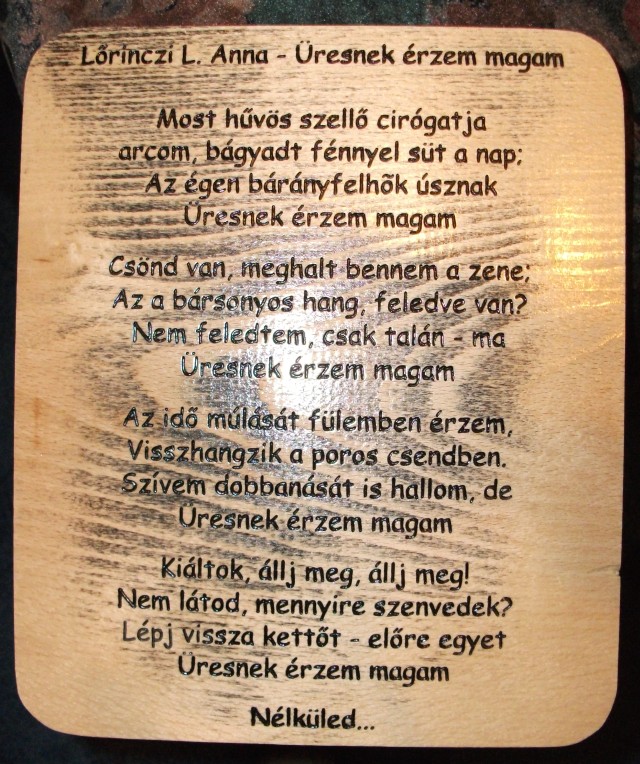 Lőrinczi L. Anna - Üresnek érzem magam
Most hűvös szellő cirógatja
arcom, bágyadt fénnyel süt a nap;
Az égen bárányfelhõk úsznak
Üresnek érzem magam
Csönd van, meghalt bennem a zene;
Az a bársonyos hang, feledve van?
Nem feledtem, csak talán - ma
Üresnek érzem magam
Az idő múlását fülemben érzem,
Visszhangzik a poros csendben.
Szívem dobbanását is hallom, de
Üresnek érzem magam
Kiáltok, állj meg, állj meg!
Nem látod, mennyire szenvedek?
Lépj vissza kettőt - előre egyet
Üresnek érzem magam
Nélküled...